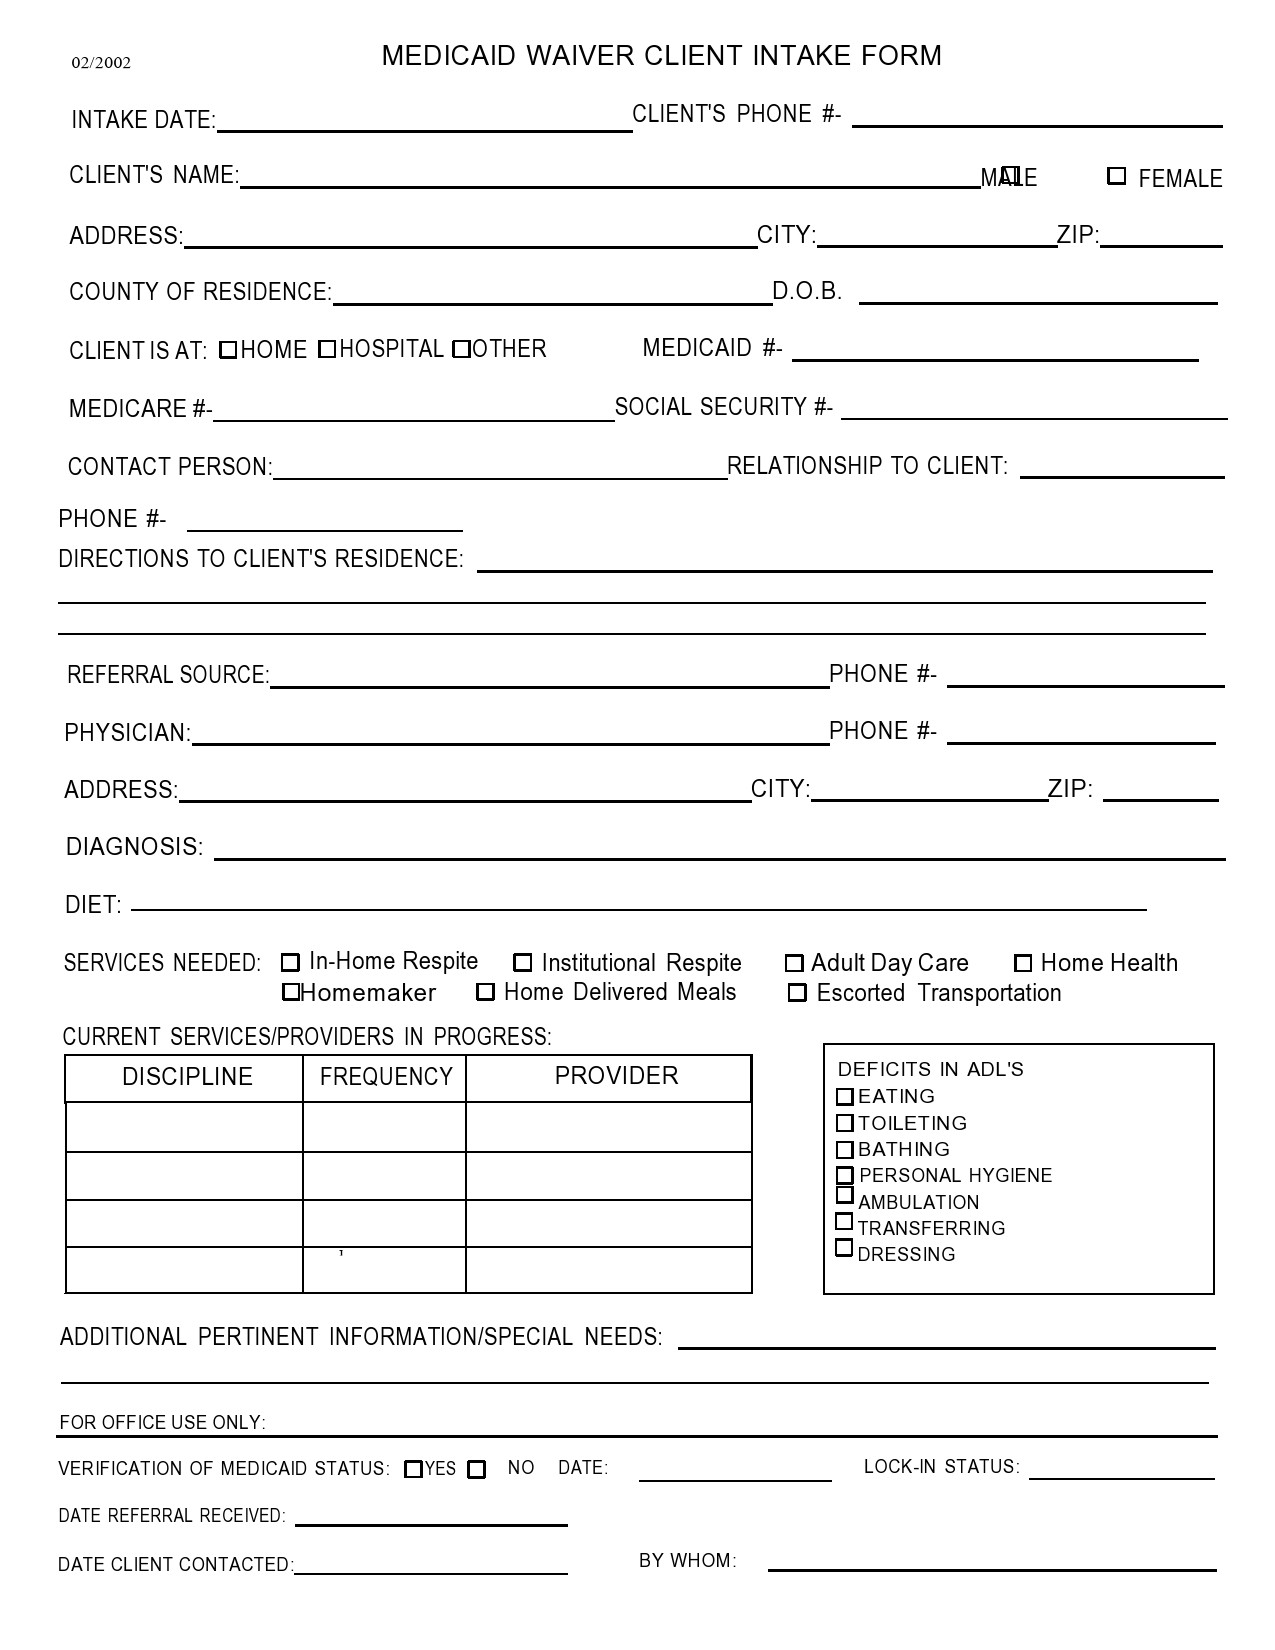 02/2002 MEDICAID WAIVER CLIENT INTAKE FORM
INTAKE DATE: CLIENT'S PHONE #-
CLIENT'S NAME: MALE FEMALE
ADDRESS: CITY: ZIP:
COUNTY OF RESIDENCE: D.O.B.
CLIENT IS AT: HOME HOSPITAL OTHER MEDICAID #-
MEDICARE #- SOCIAL SECURITY #-
CONTACT PERSON: RELATIONSHIP TO CLIENT:
PHONE #-
DIRECTIONS TO CLIENT'S RESIDENCE:
REFERRAL SOURCE: PHONE #-
PHYSICIAN: PHONE #-
ADDRESS: CITY: ZIP:
DIAGNOSIS:
DIET:
SERVICES NEEDED: In-Home Respite Institutional Respite Adult Day Care Home Health
Homemaker Home Delivered Meals Escorted Transportation
CURRENT SERVICES/PROVIDERS IN PROGRESS:
DISCIPLINE FREQUENCY PROVIDER
DEFICITS IN ADL'S
EATING
TOILETING
BATHING
PERSONAL HYGIENE
AMBULATION
TRANSFERRING
DRESSING
ADDITIONAL PERTINENT INFORMATION/SPECIAL NEEDS:
FOR OFFICE USE ONLY:
VERIFICATION OF MEDICAID STATUS: YES NO DATE: LOCK-IN STATUS:
DATE REFERRAL RECEIVED:
DATE CLIENT CONTACTED: BY WHOM: